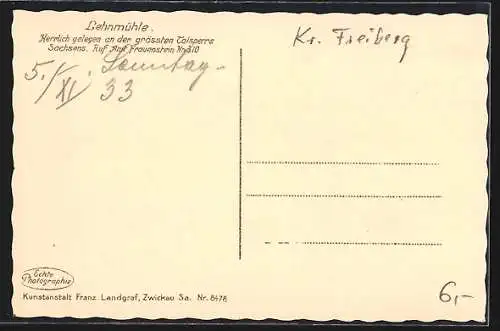 Lehnmühle.
Herrlich gelegen an der grössten Talsperre
Sachsens. Ruf Amt Frauenstein Nr. 310
5./XI. Sonntag -
33
Kr. Freiberg
Echte
Photographie
Kunstanstalt Franz Landgraf, Zwickau Sa. Nr. 8478
6,-